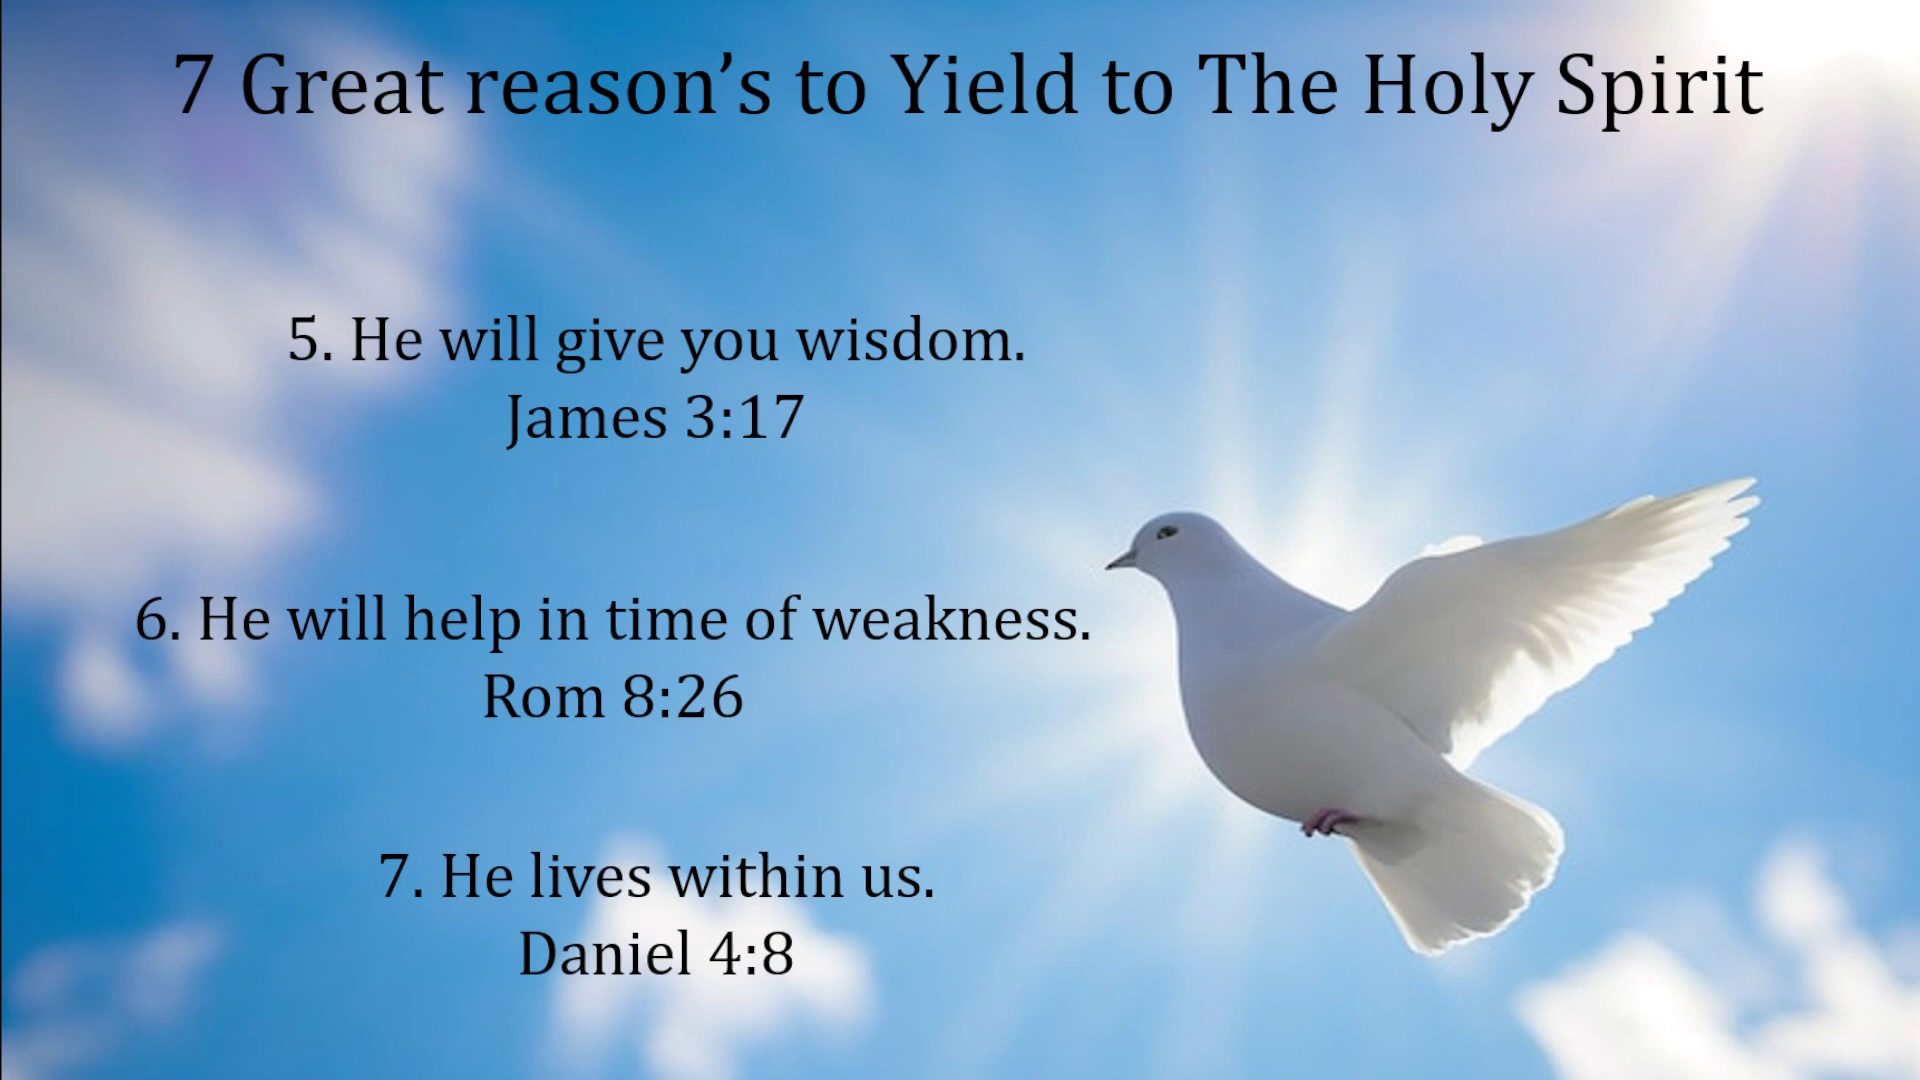 7 Great reason’s to Yield to The Holy Spirit
5. He will give you wisdom.
James 3:17
6. He will help in time of weakness.
Rom 8:26
7. He lives within us.
Daniel 4:8